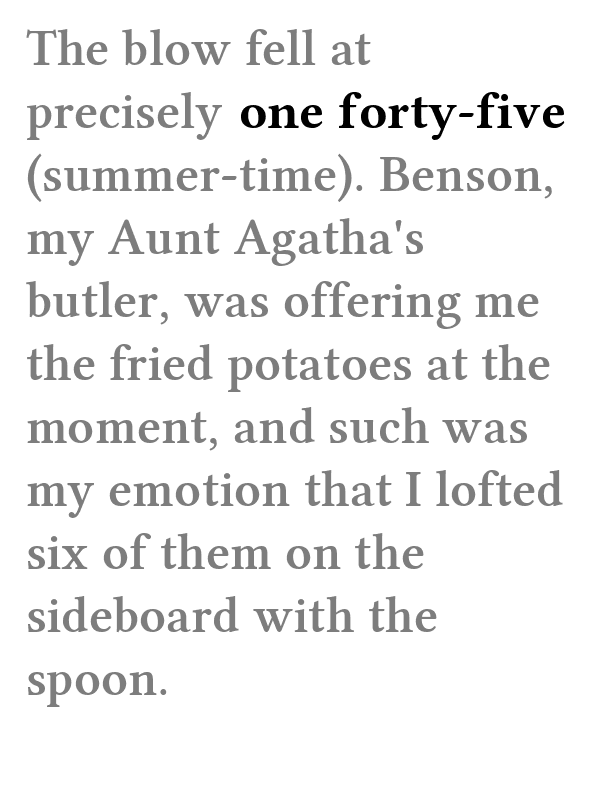 The blow fell at
precisely one forty-five
(summer-time). Benson,
my Aunt Agatha's
butler, was offering me
the fried potatoes at the
moment, and such was
my emotion that I lofted
six of them on the
sideboard with the
spoon.